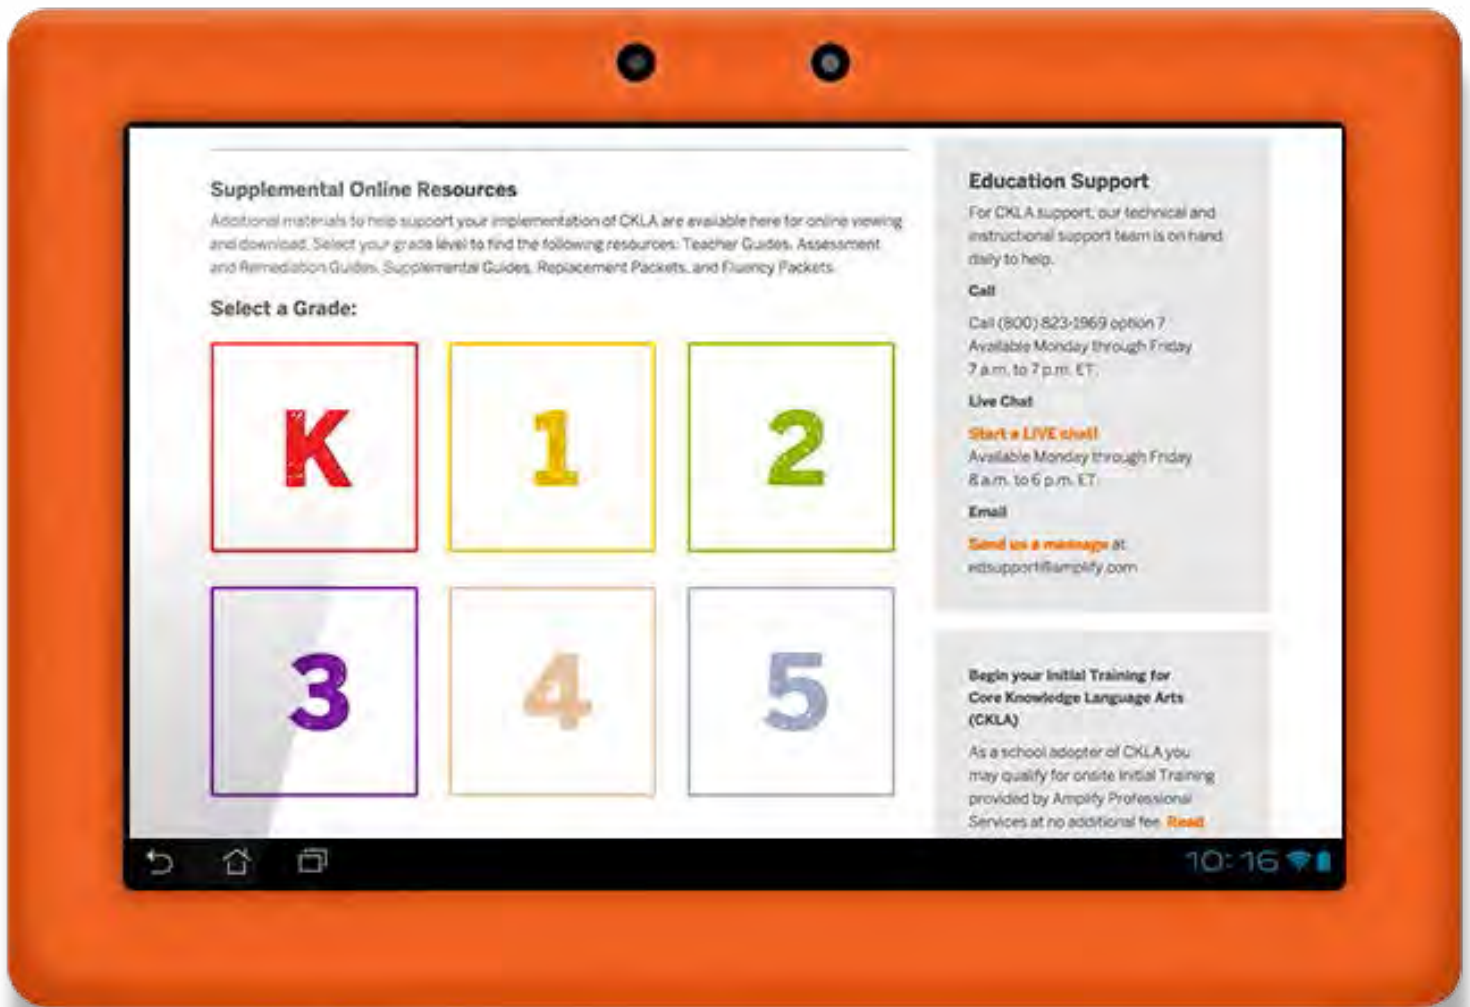 Supplemental Online Resources
Additional materials to help support your implementation of CKLA are available here for online viewing
and download. Select your grade level to find the following resources: Teacher Guides, Assessment
and Remediation Guides, Supplemental Guides, Replacement Packets, and Fluency Packets.
Select a Grade:
K
1
2
3
4
5
Education Support
For CKLA support, our technical and
instructional support team is on hand
daily to help.
Call
Call (800) 823-1969 option 7
Available Monday through Friday
7 a.m. to 7 p.m. ET.
Live Chat
Start a LIVE chat!
Available Monday through Friday
8 a.m. to 6 p.m. ET.
Email
Send us a message at
edsupport@amplify.com
Begin your Initial Training for
Core Knowledge Language Arts
(CKLA)
As a school adopter of CKLA you
may qualify for onsite Initial Training
provided by Amplify Professional
Services at no additional fee. Read
10:16